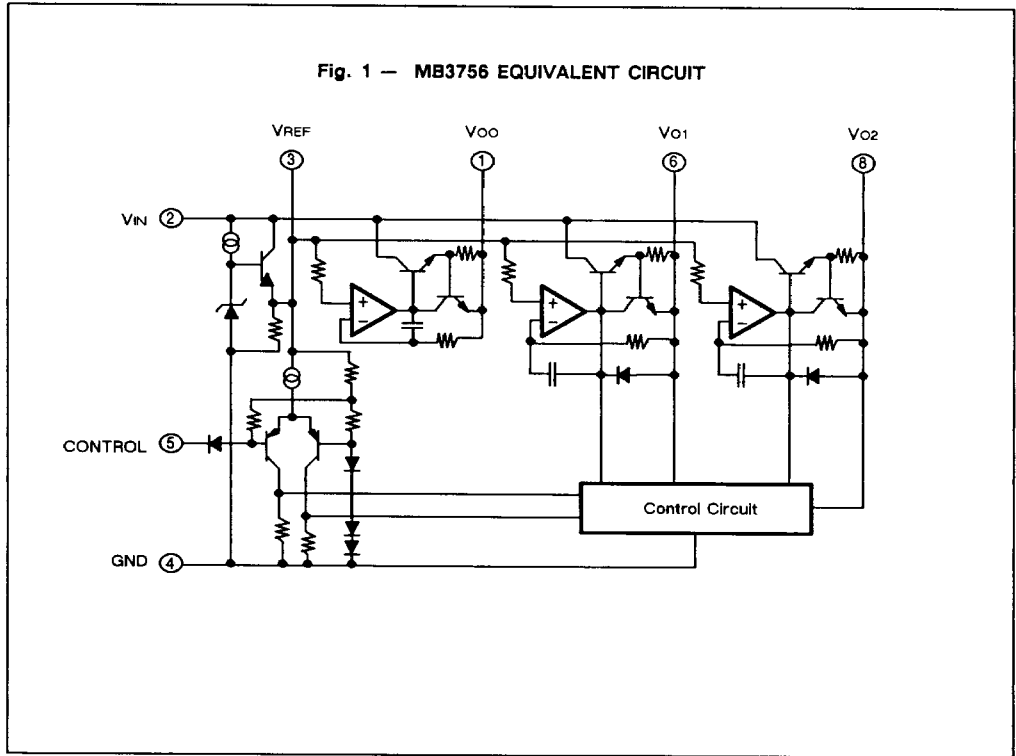 Fig. 1 — MB3756 EQUIVALENT CIRCUIT
VREF
VOO
VO1
VO2
3
1
6
8
VIN 2
+
−
+
−
+
−
CONTROL 5
Control Circuit
GND 4